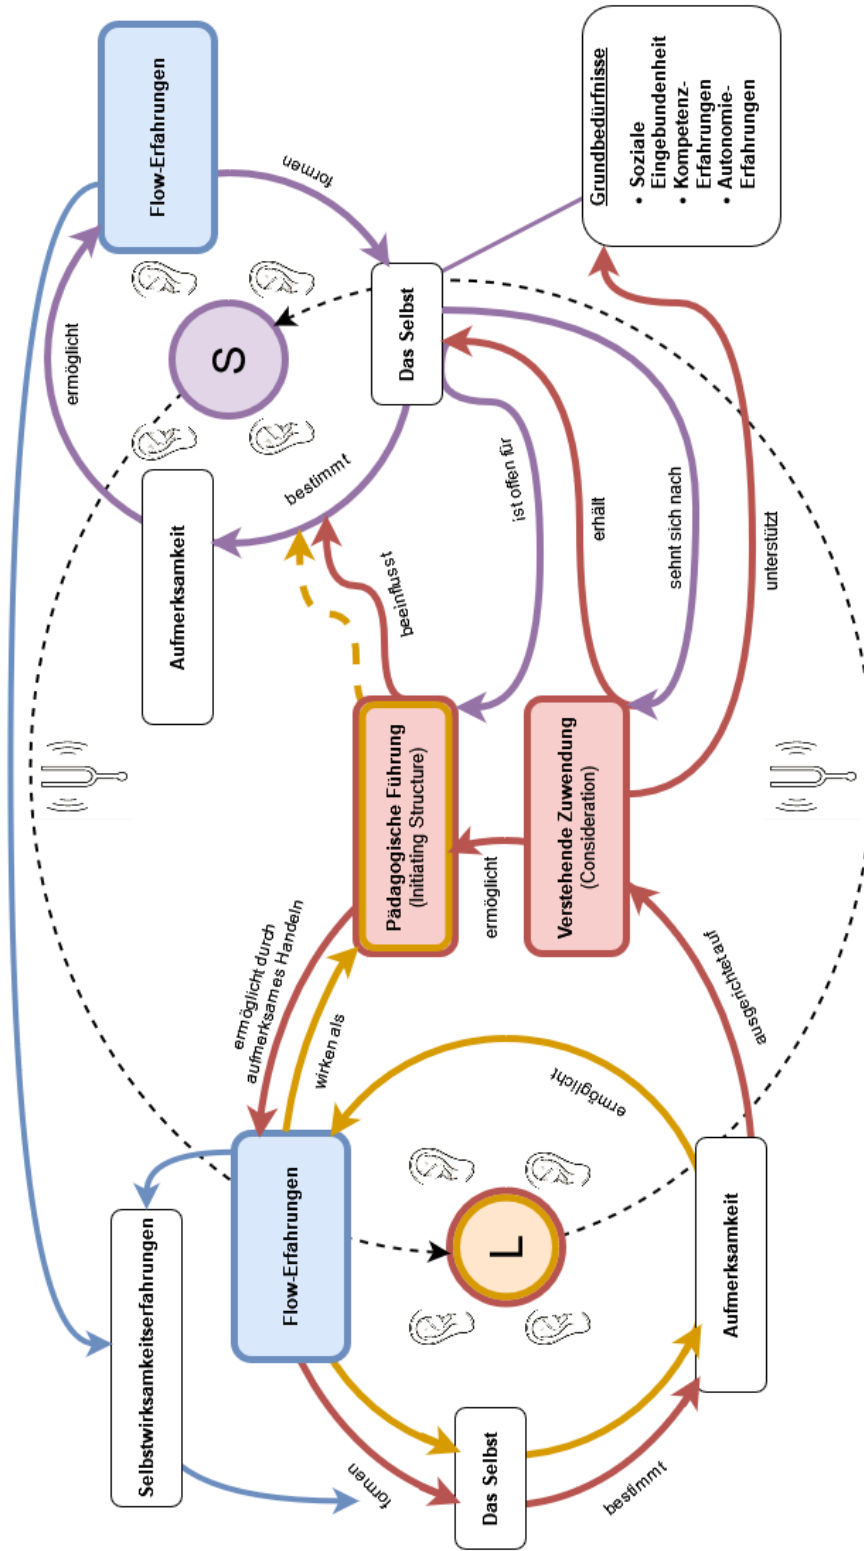 Selbstwirksamkeitserfahrungen
Flow-Erfahrungen
formen
Das Selbst
bestimmt
Aufmerksamkeit
L
ermöglicht
wirken als
ermöglicht durch
aufmerksames Handeln
ausgerichtet auf
Pädagogische Führung
(Initiating Structure)
ermöglicht
Verstehende Zuwendung
(Consideration)
beeinflusst
ist offen für
erhält
sehnt sich nach
unterstützt
Aufmerksamkeit
ermöglicht
bestimmt
S
Das Selbst
Flow-Erfahrungen
formen
Grundbedürfnisse
• Soziale
Eingebundenheit
• Kompetenz-
Erfahrungen
• Autonomie-
Erfahrungen